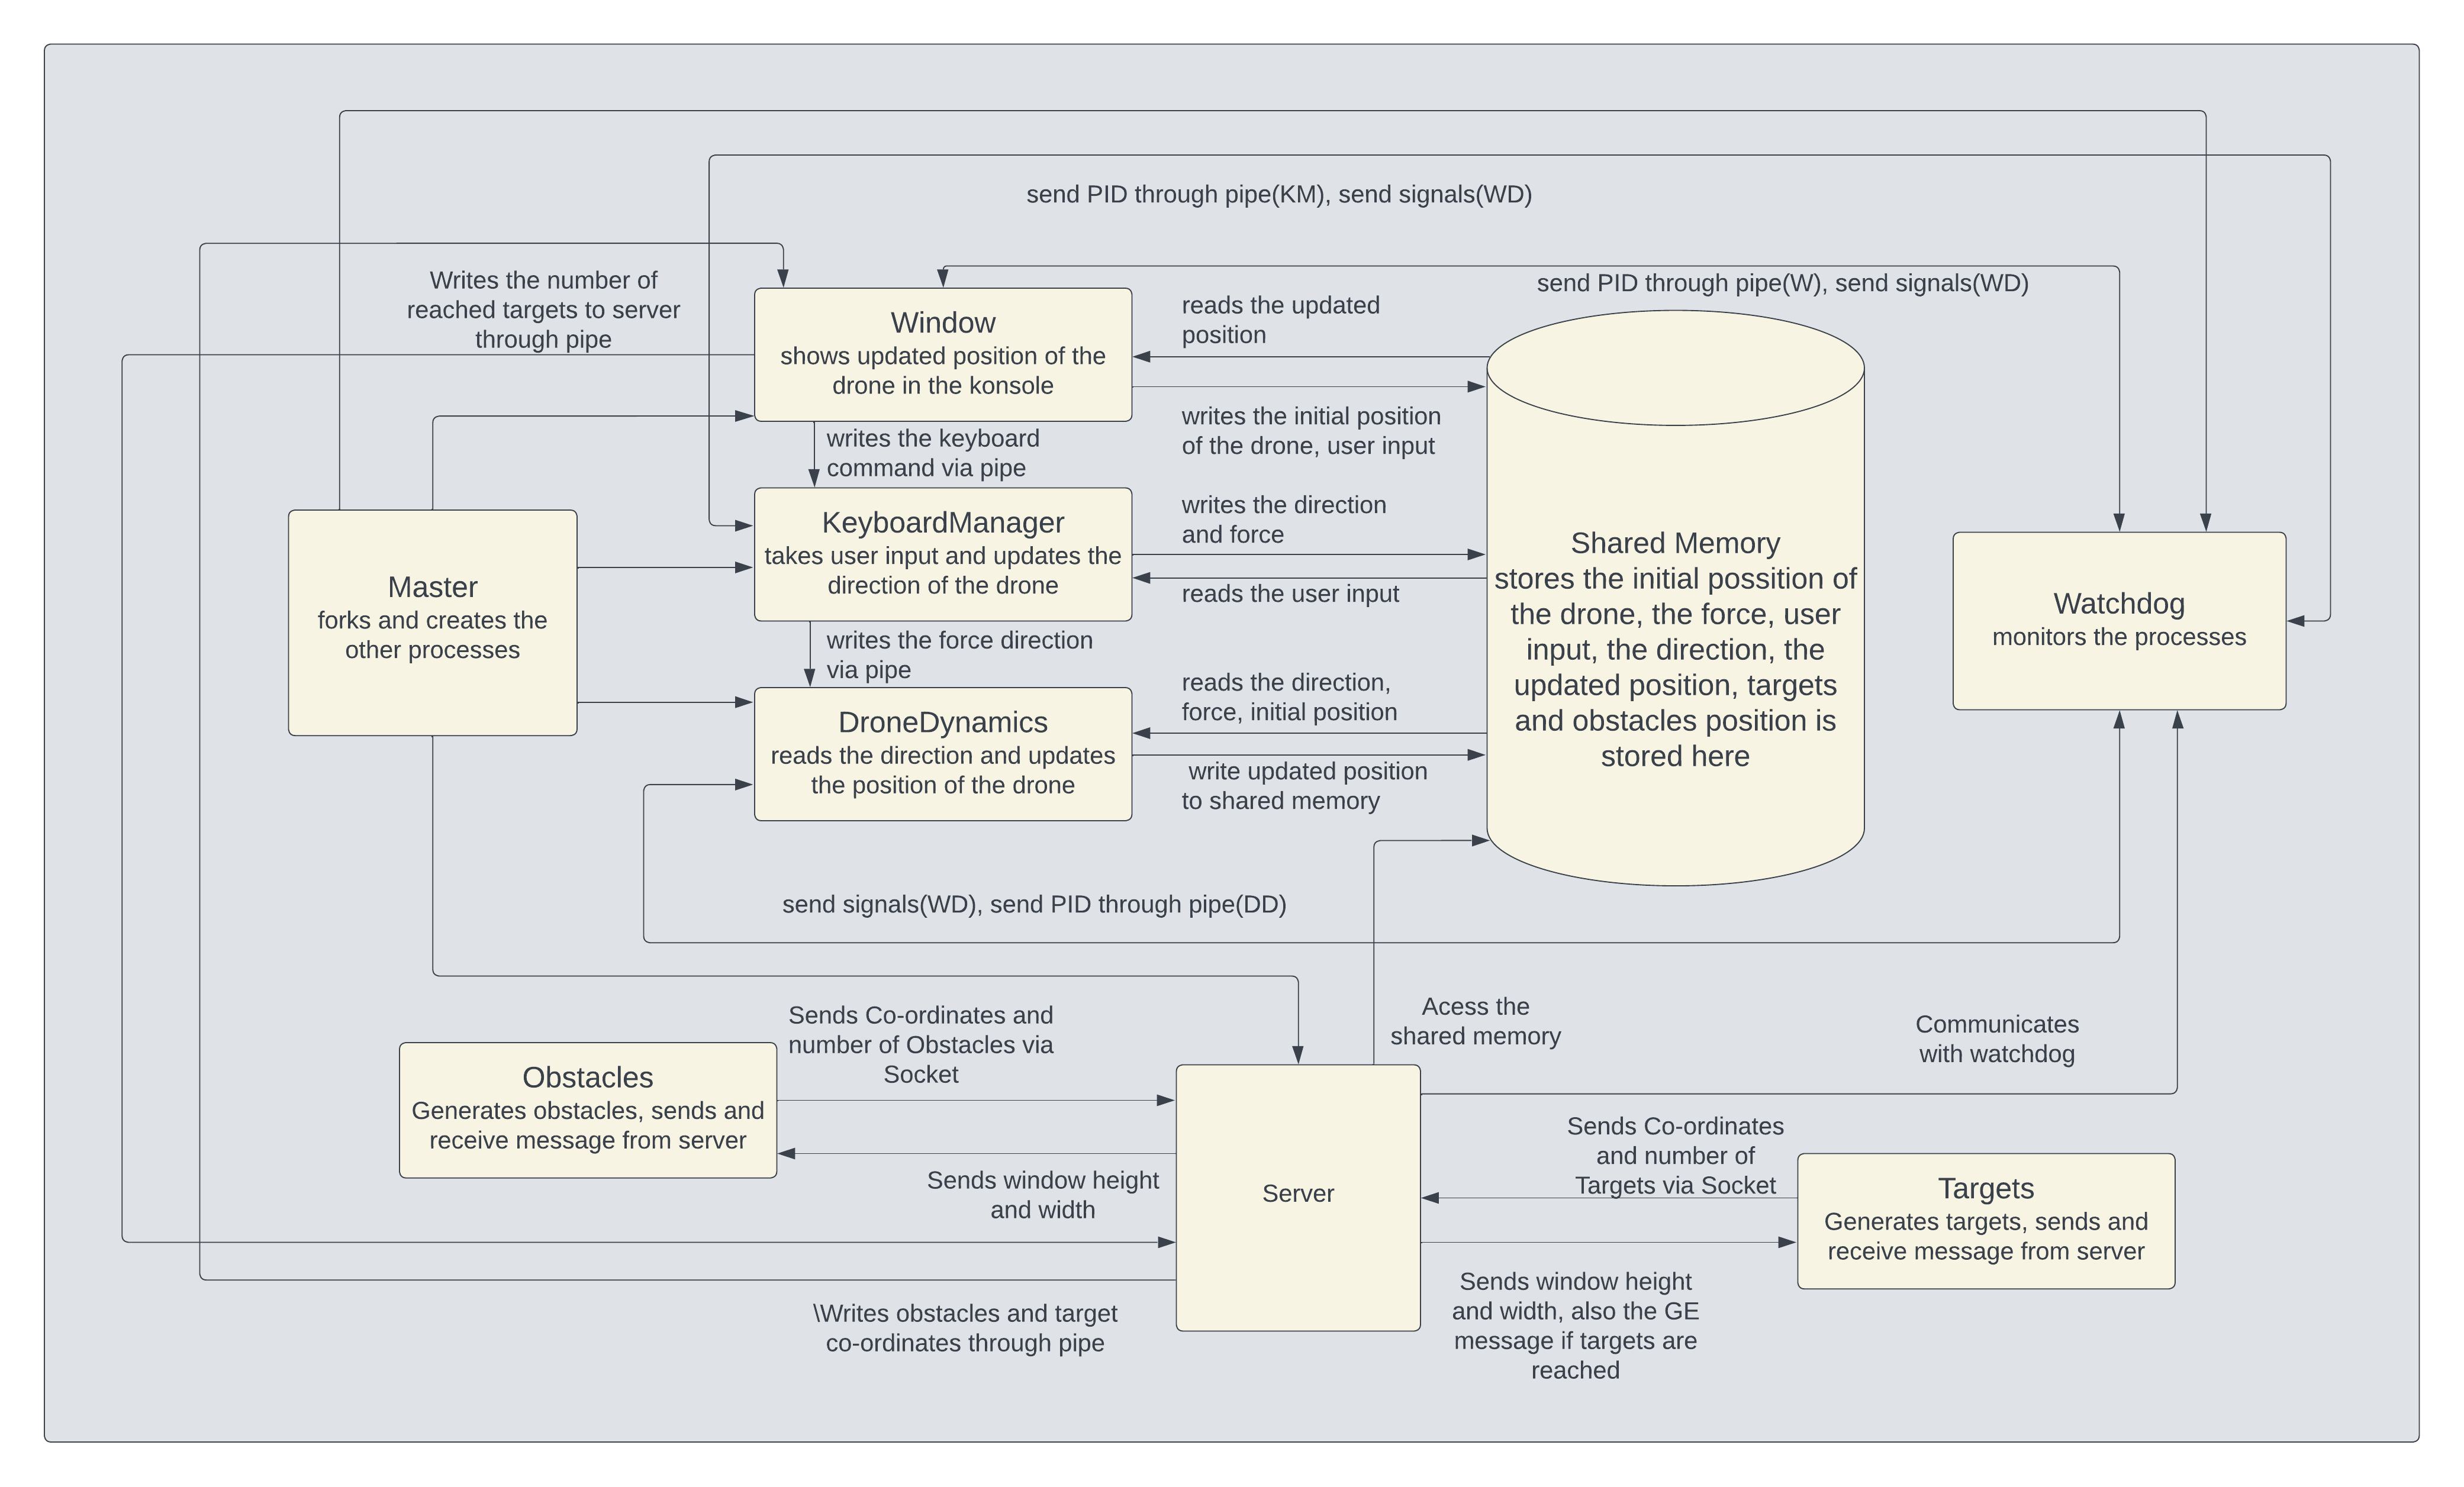 send PID through pipe(KM), send signals(WD)
Writes the number of
reached targets to server
through pipe
send PID through pipe(W), send signals(WD)
Window
shows updated position of the
drone in the konsole
reads the updated
position
writes the initial position
of the drone, user input
writes the keyboard
command via pipe
KeyboardManager
takes user input and updates the
direction of the drone
writes the direction
and force
reads the user input
Master
forks and creates the
other processes
Shared Memory
stores the initial possition of
the drone, the force, user
input, the direction, the
updated position, targets
and obstacles position is
stored here
Watchdog
monitors the processes
writes the force direction
via pipe
DroneDynamics
reads the direction and updates
the position of the drone
reads the direction,
force, initial position
write updated position
to shared memory
send signals(WD), send PID through pipe(DD)
Sends Co-ordinates and
number of Obstacles via
Socket
Acess the
shared memory
Communicates
with watchdog
Obstacles
Generates obstacles, sends and
receive message from server
Sends window height
and width
Server
Sends Co-ordinates
and number of
Targets via Socket
Targets
Generates targets, sends and
receive message from server
\Writes obstacles and target
co-ordinates through pipe
Sends window height
and width, also the GE
message if targets are
reached